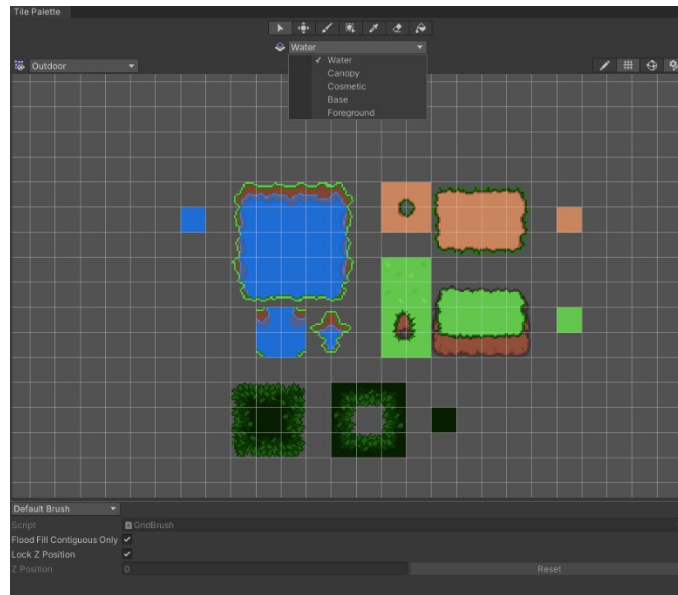 Tile Palette
Water
Outdoor
Water
Canopy
Cosmetic
Base
Foreground
Default Brush
Script
GridBrush
Flood Fill Contiguous Only
Lock Z Position
Z Position
0
Reset